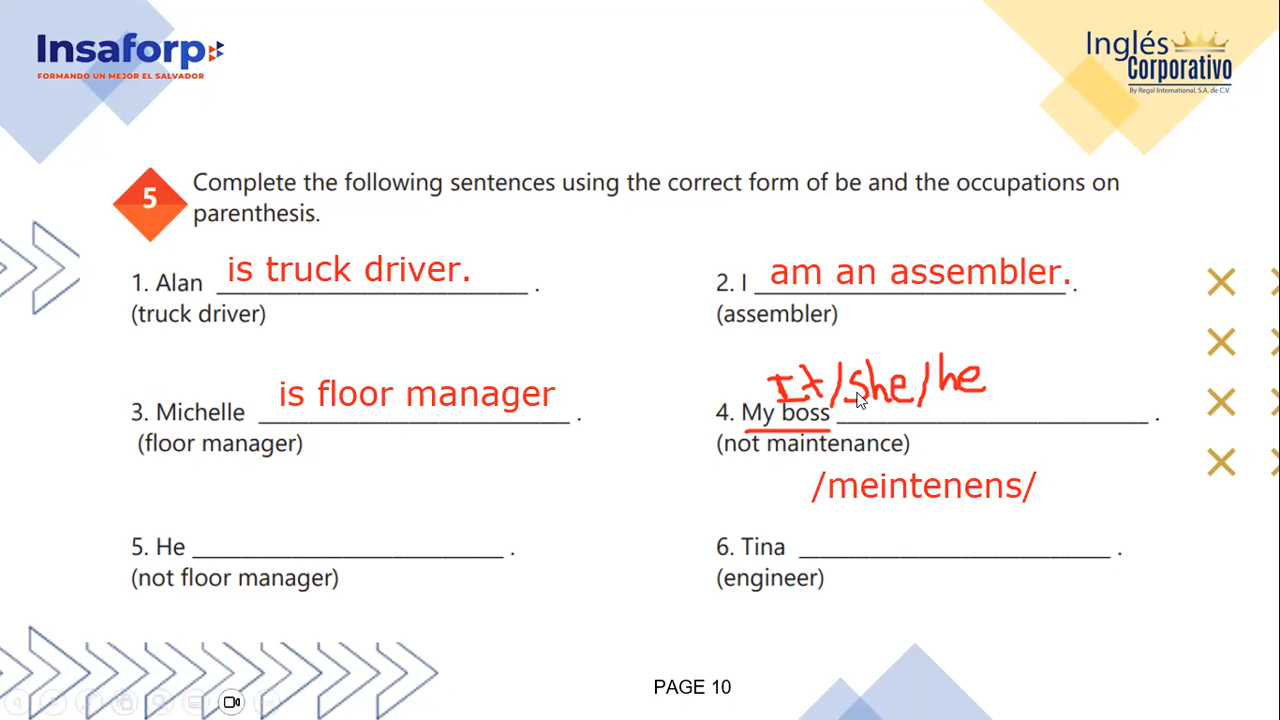 Insaforp
FORMANDO UN MEJOR EL SALVADOR
Inglés
Corporativo
By Regal International, S.A. de C.V.
5
Complete the following sentences using the correct form of be and the occupations on
parenthesis.
1. Alan is truck driver. .
(truck driver)
2. I am an assembler. .
(assembler)
3. Michelle is floor manager .
(floor manager)
It/she/he
4. My boss ______________________________ .
(not maintenance)
/meintenens/
5. He ______________________________ .
(not floor manager)
6. Tina ______________________________ .
(engineer)
PAGE 10